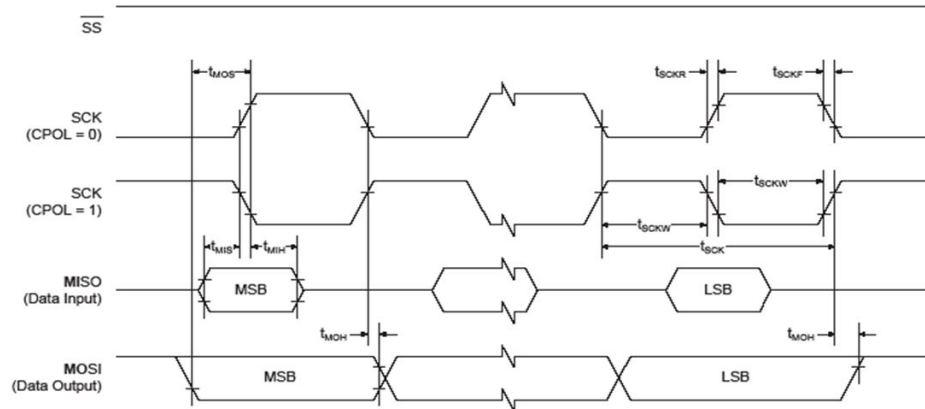 SS
tMOS
tSCKR
tSCKF
SCK
(CPOL = 0)
SCK
(CPOL = 1)
tSCKW
tSCKW
tSCK
tMIS
tMIH
MISO
(Data Input)
MSB
LSB
tMOH
tMOH
MOSI
(Data Output)
MSB
LSB